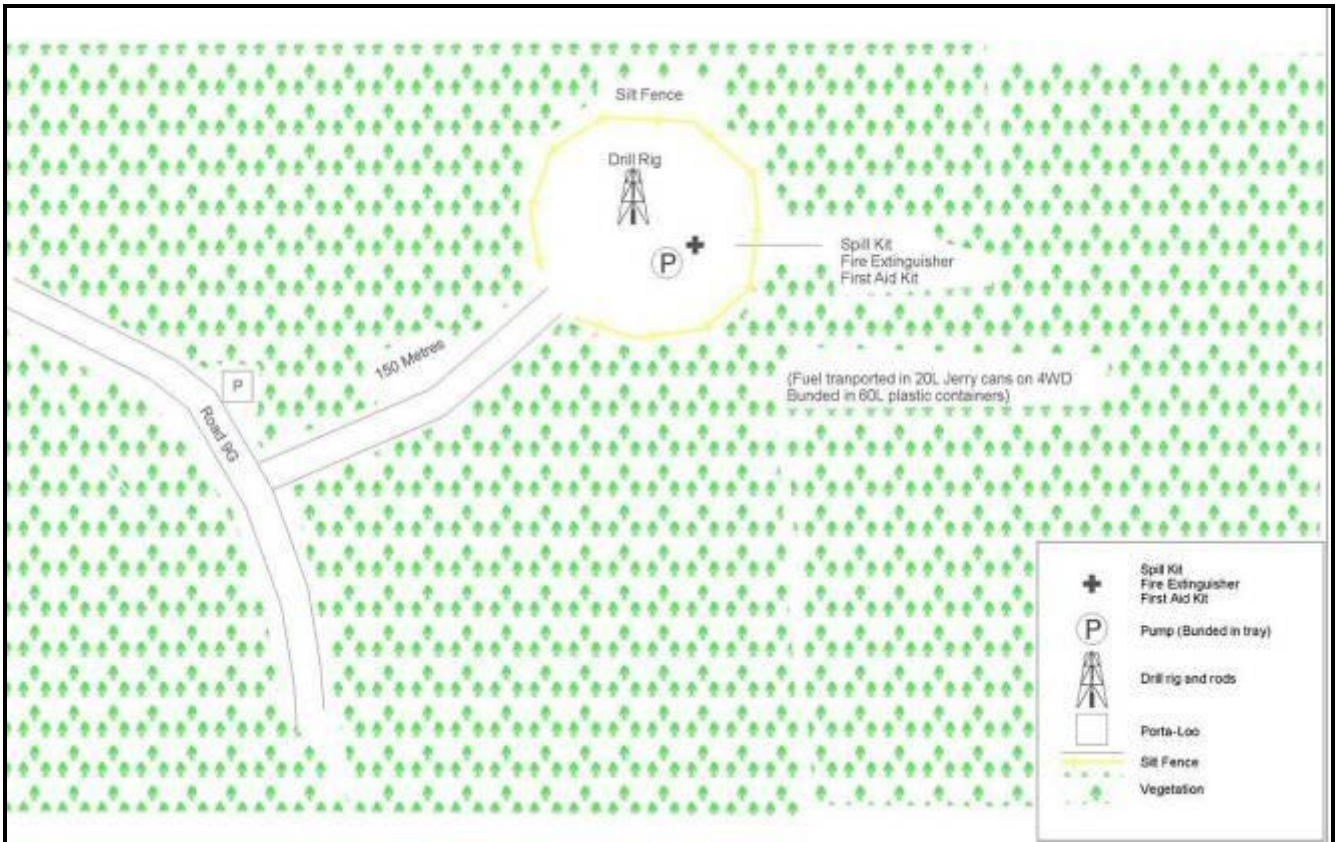 Silt Fence
Drill Rig
P
Spill Kit
Fire Extinguisher
First Aid Kit
150 Metres
P
Road 9G
(Fuel tranported in 20L Jerry cans on 4WD
Bunded in 60L plastic containers)
Spill Kit
Fire Extinguisher
First Aid Kit
P
Pump (Bunded in tray)
Drill rig and rods
Porta-Loo
Silt Fence
Vegetation